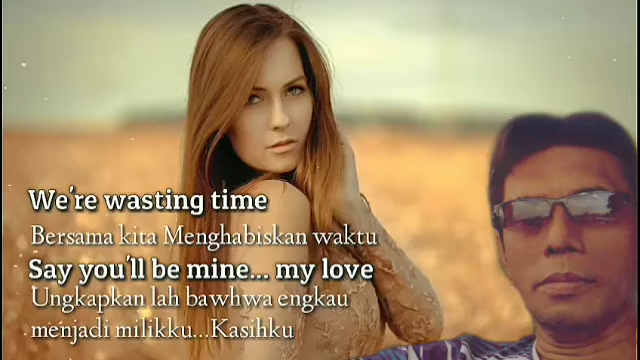 We're wasting time
Bersama kita Menghabiskan waktu
Say you'll be mine... my love
Ungkapkan lah bawhwa engkau
menjadi milikku...Kasihku